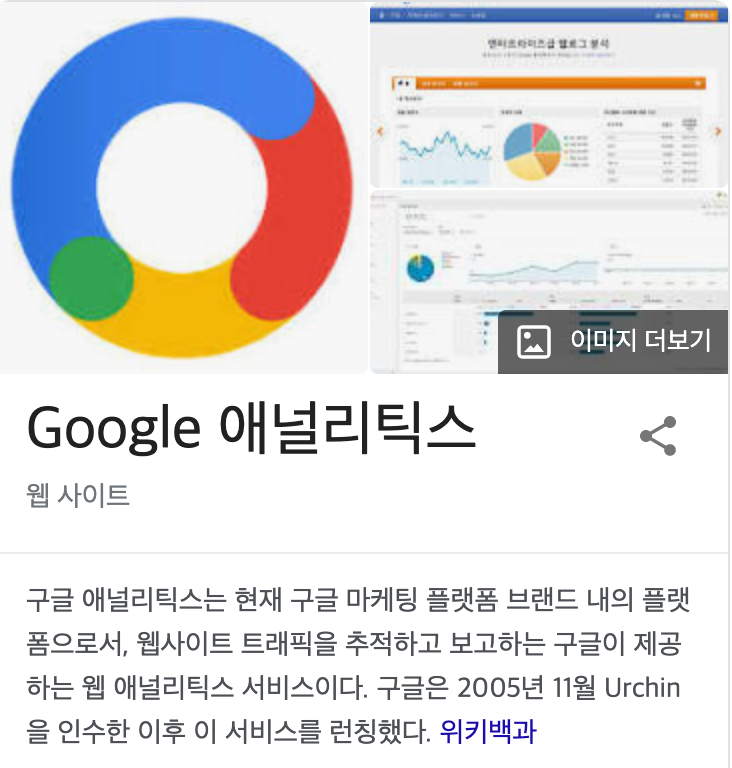 엔터프라이즈급 웹로그 분석
이미지 더보기
Google 애널리틱스
웹 사이트
구글 애널리틱스는 현재 구글 마케팅 플랫폼 브랜드 내의 플랫
폼으로서, 웹사이트 트래픽을 추적하고 보고하는 구글이 제공
하는 웹 애널리틱스 서비스이다. 구글은 2005년 11월 Urchin
을 인수한 이후 이 서비스를 런칭했다. 위키백과